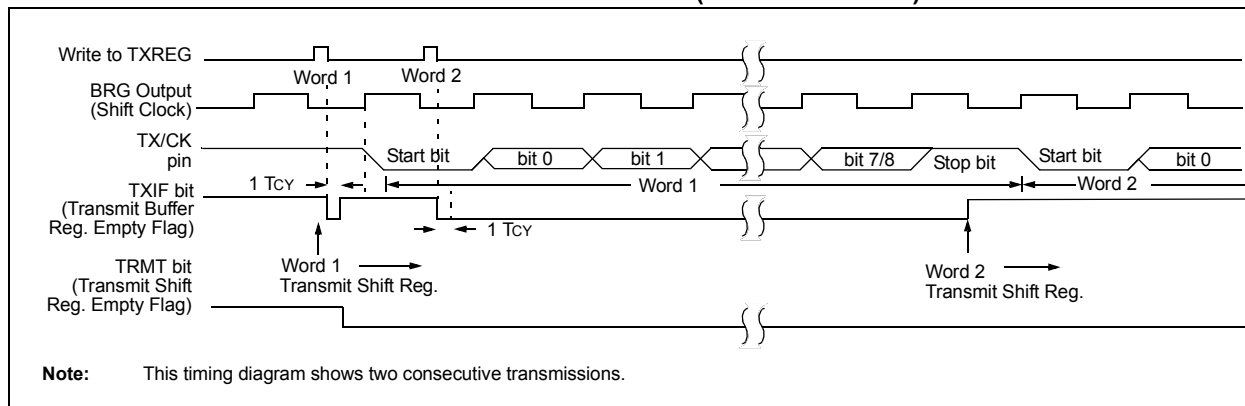 Write to TXREG
Word 1
Word 2
BRG Output
(Shift Clock)
TX/CK
pin
Start bit
bit 0
bit 1
bit 7/8
Stop bit
Start bit
bit 0
1 TCY
Word 1
Word 2
TXIF bit
(Transmit Buffer
Reg. Empty Flag)
1 TCY
Word 1
Transmit Shift Reg.
Word 2
Transmit Shift Reg.
TRMT bit
(Transmit Shift
Reg. Empty Flag)
Note: This timing diagram shows two consecutive transmissions.